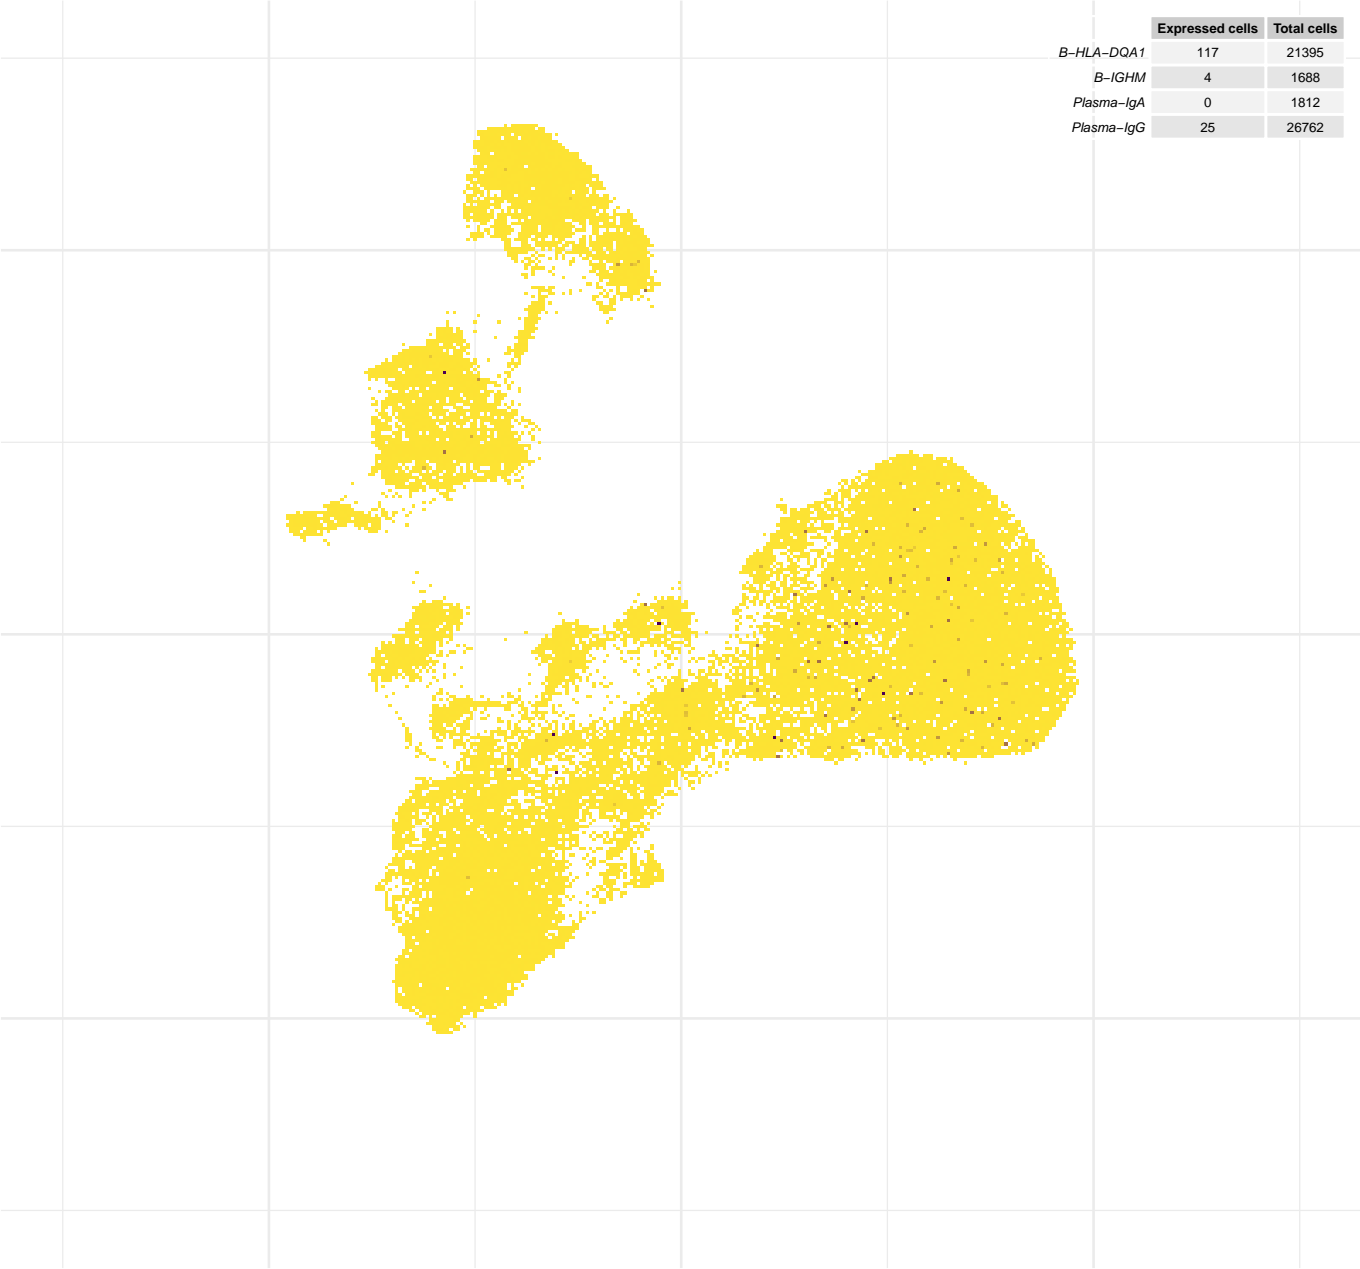 Expressed cells Total cells
B−HLA−DQA1 117 21395
B−IGHM 4 1688
Plasma−IgA 0 1812
Plasma−IgG 25 26762